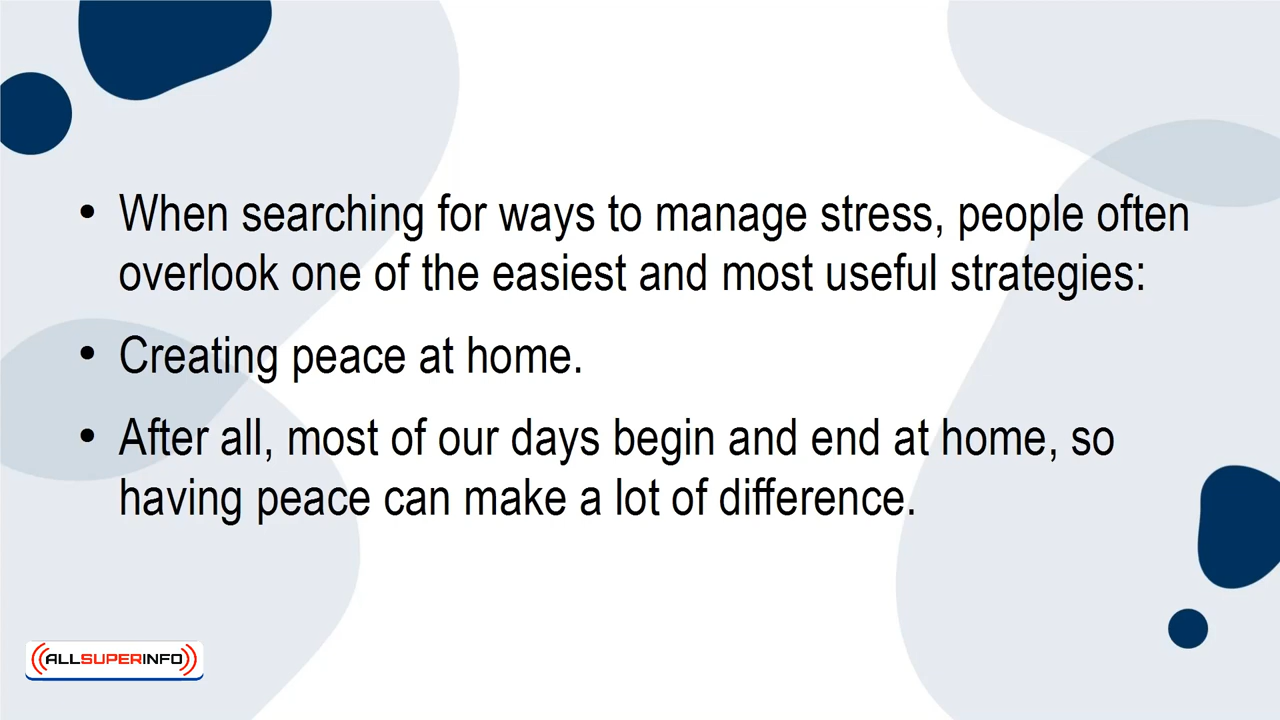 • When searching for ways to manage stress, people often
overlook one of the easiest and most useful strategies:
• Creating peace at home.
• After all, most of our days begin and end at home, so
having peace can make a lot of difference.
ALLSUPERINFO